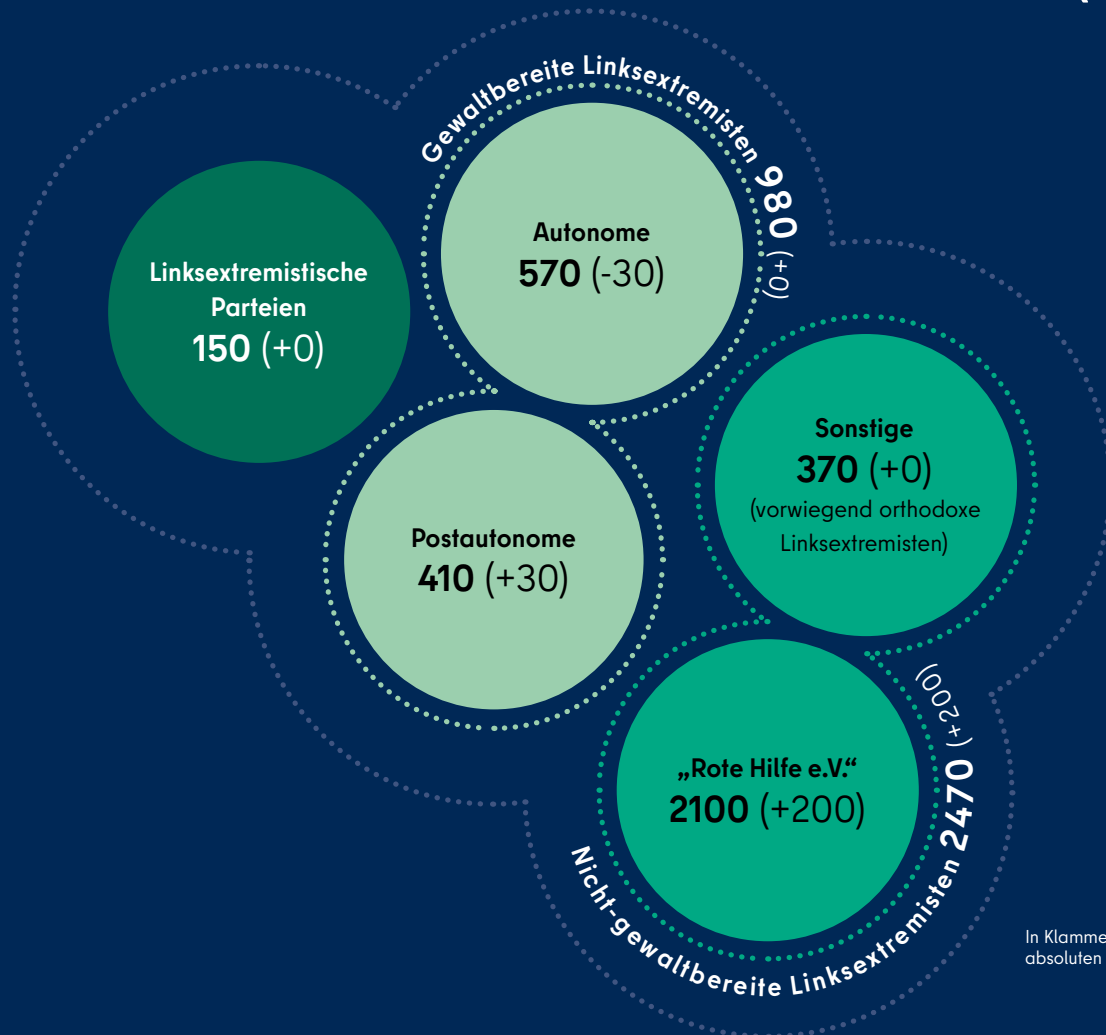 Gewaltbereite Linksextremisten 980 (+0)
Autonome
570 (-30)
Linksextremistische
Parteien
150 (+0)
Sonstige
370 (+0)
(vorwiegend orthodoxe
Linksextremisten)
Postautonome
410 (+30)
„Rote Hilfe e.V.“
2100 (+200)
Nicht-gewaltbereite Linksextremisten 2470 (+200)
In Klamme
absoluten